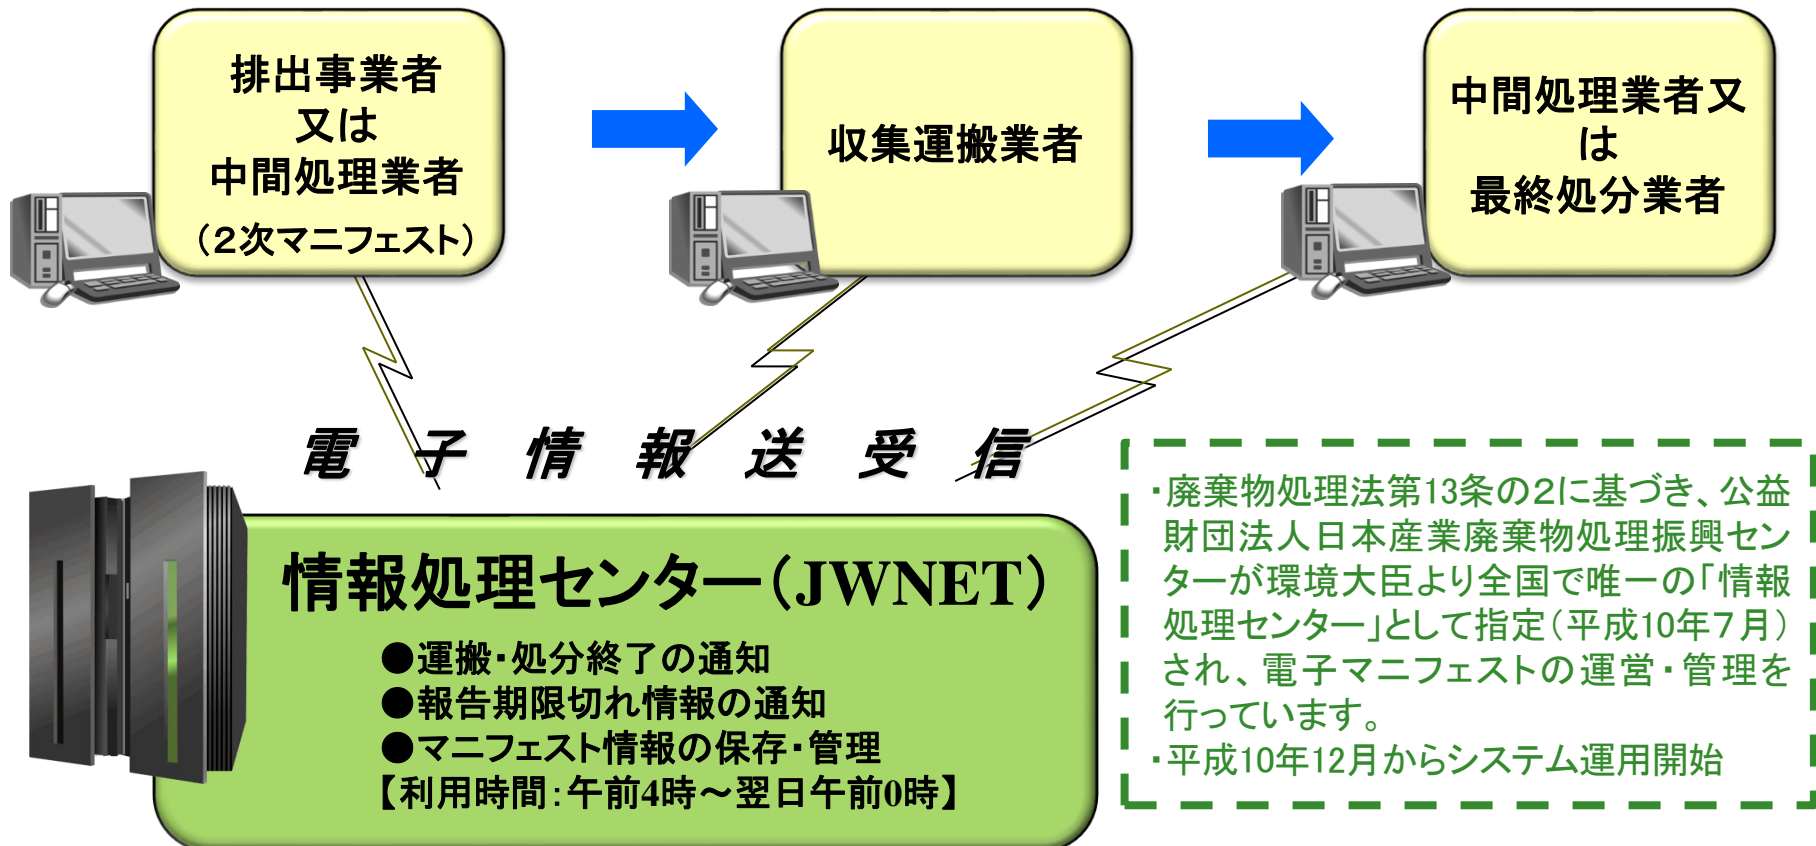 排出事業者
又は
中間処理業者
（２次マニフェスト）
収集運搬業者
中間処理業者又
は
最終処分業者
電子情報送受信
情報処理センター（JWNET）
●運搬・処分終了の通知
●報告期限切れ情報の通知
●マニフェスト情報の保存・管理
【利用時間：午前4時～翌日午前0時】
・廃棄物処理法第13条の２に基づき、公益
財団法人日本産業廃棄物処理振興セン
ターが環境大臣より全国で唯一の「情報
処理センター」として指定（平成10年７月）
され、電子マニフェストの運営・管理を
行っています。
・平成10年12月からシステム運用開始